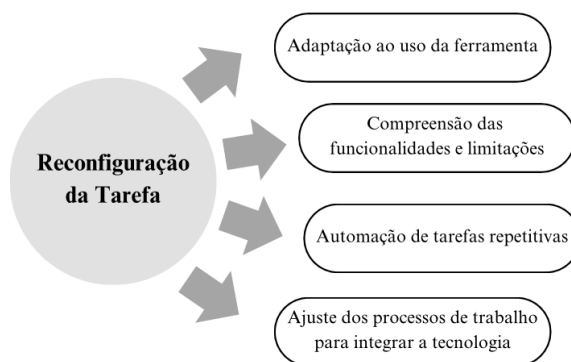 Reconfiguração
da Tarefa
Adaptação ao uso da ferramenta
Compreensão das
funcionalidades e limitações
Automação de tarefas repetitivas
Ajuste dos processos de trabalho
para integrar a tecnologia